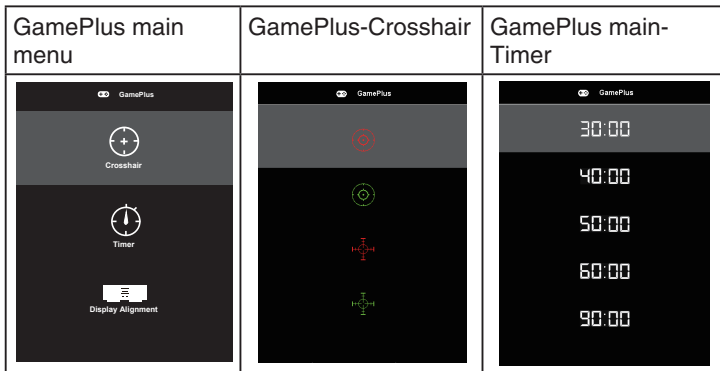 GamePlus main
menu
GamePlus-Crosshair
GamePlus main-
Timer
GamePlus
Crosshair
Timer
Display Alignment
GamePlus
GamePlus
30:00
40:00
50:00
60:00
90:00